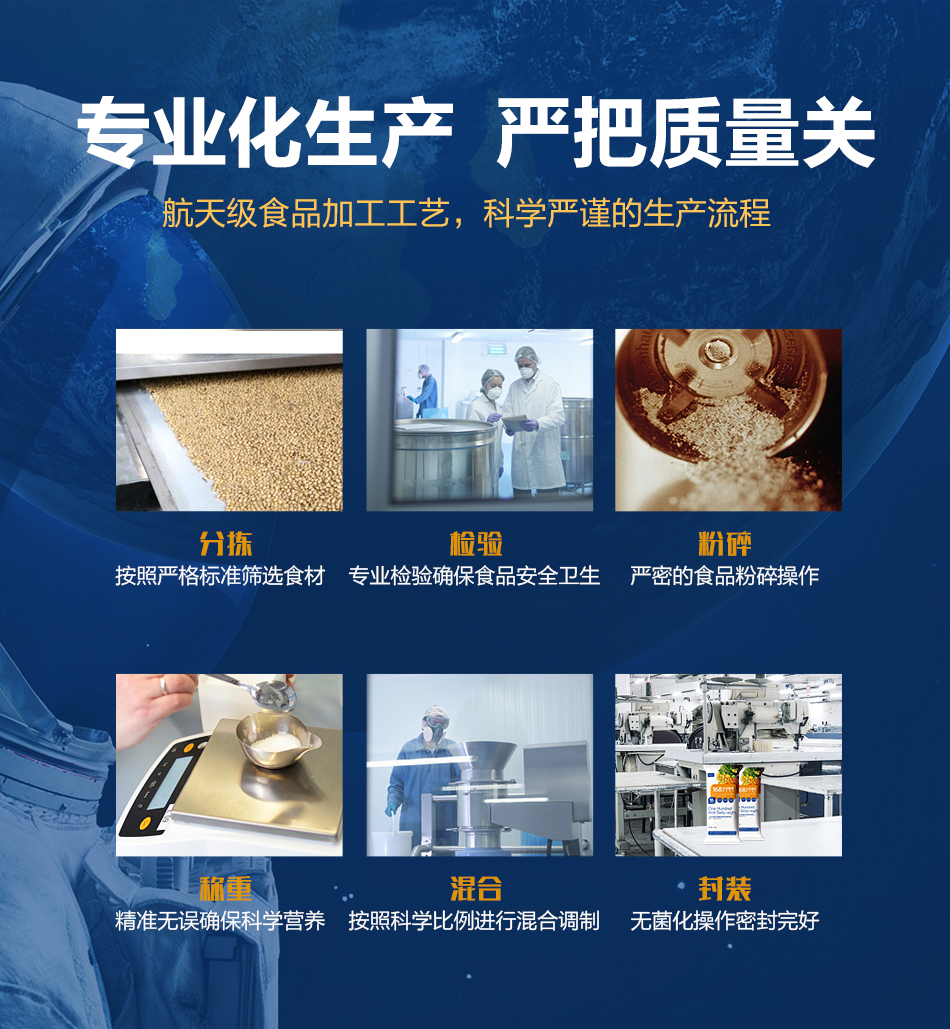 专业化生产 严把质量关
航天级食品加工工艺，科学严谨的生产流程
分拣
按照严格标准筛选食材
检验
专业检验确保食品安全卫生
粉碎
严密的食品粉碎操作
称重
精准无误确保科学营养
混合
按照科学比例进行混合调制
封装
无菌化操作密封完好
One Hundred
And Sixty-eight